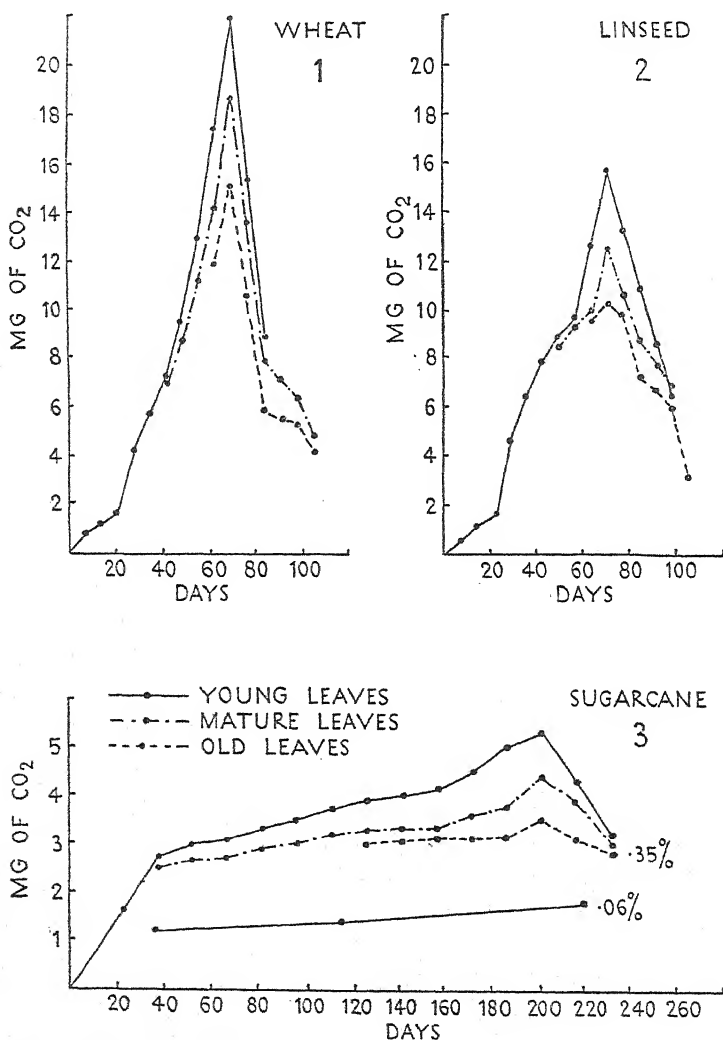 WHEAT
1
MG OF CO₂
20
18
16
14
12
10
8
6
4
2
20 40 60 80 100
DAYS
LINSEED
2
MG OF CO₂
20
18
16
14
12
10
8
6
4
2
20 40 60 80 100
DAYS
SUGARCANE
3
YOUNG LEAVES
MATURE LEAVES
OLD LEAVES
MG OF CO₂
5
4
3
2
1
·35%
·06%
20 40 60 80 100 120 140 160 180 200 220 240 260
DAYS